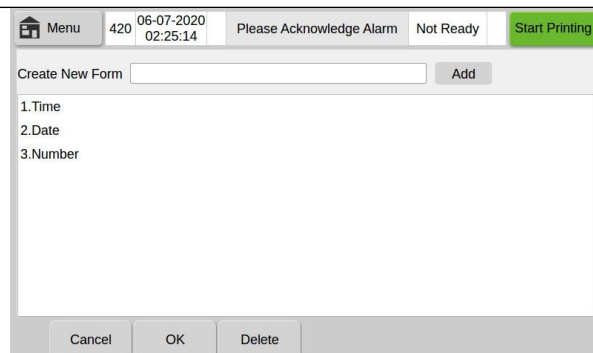 Menu
420
06-07-2020
02:25:14
Please Acknowledge Alarm
Not Ready
Start Printing
Create New Form
Add
1.Time
2.Date
3.Number
Cancel
OK
Delete